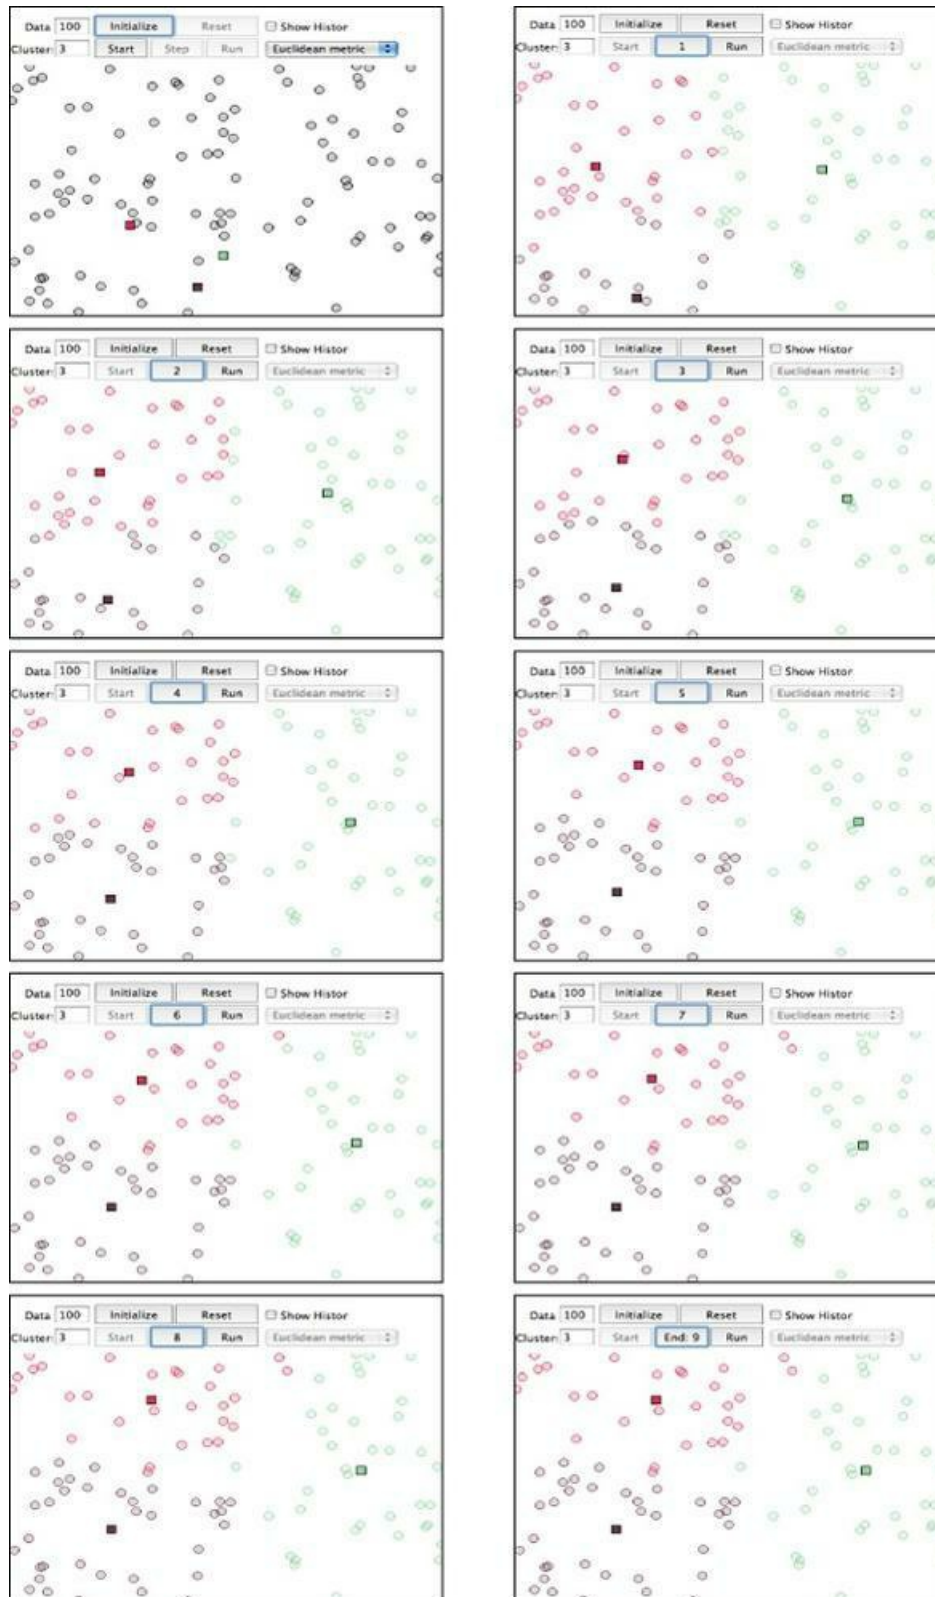 Data 100 Initialize Reset Show Histor
Cluster: 3 Start Step Run Euclidean metric
Data 100 Initialize Reset Show Histor
Cluster: 3 Start 1 Run Euclidean metric
Data 100 Initialize Reset Show Histor
Cluster: 3 Start 2 Run Euclidean metric
Data 100 Initialize Reset Show Histor
Cluster: 3 Start 3 Run Euclidean metric
Data 100 Initialize Reset Show Histor
Cluster: 3 Start 4 Run Euclidean metric
Data 100 Initialize Reset Show Histor
Cluster: 3 Start 5 Run Euclidean metric
Data 100 Initialize Reset Show Histor
Cluster: 3 Start 6 Run Euclidean metric
Data 100 Initialize Reset Show Histor
Cluster: 3 Start 7 Run Euclidean metric
Data 100 Initialize Reset Show Histor
Cluster: 3 Start 8 Run Euclidean metric
Data 100 Initialize Reset Show Histor
Cluster: 3 Start End: 9 Run Euclidean metric